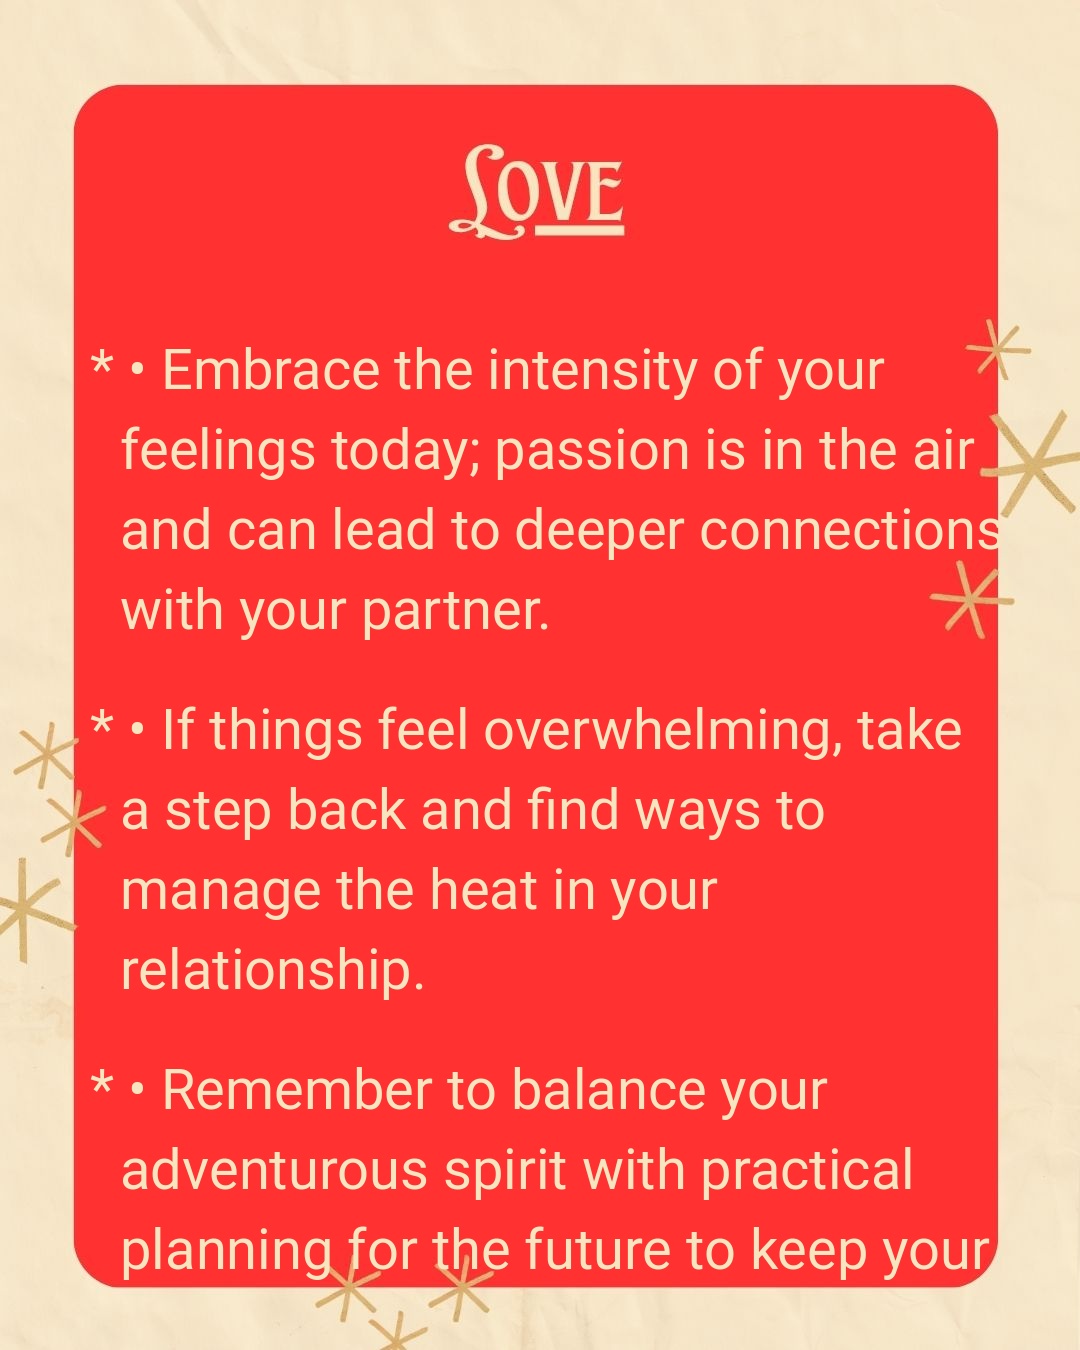 Love
* • Embrace the intensity of your
feelings today; passion is in the air
and can lead to deeper connections
with your partner.
* • If things feel overwhelming, take
a step back and find ways to
manage the heat in your
relationship.
* • Remember to balance your
adventurous spirit with practical
planning for the future to keep your